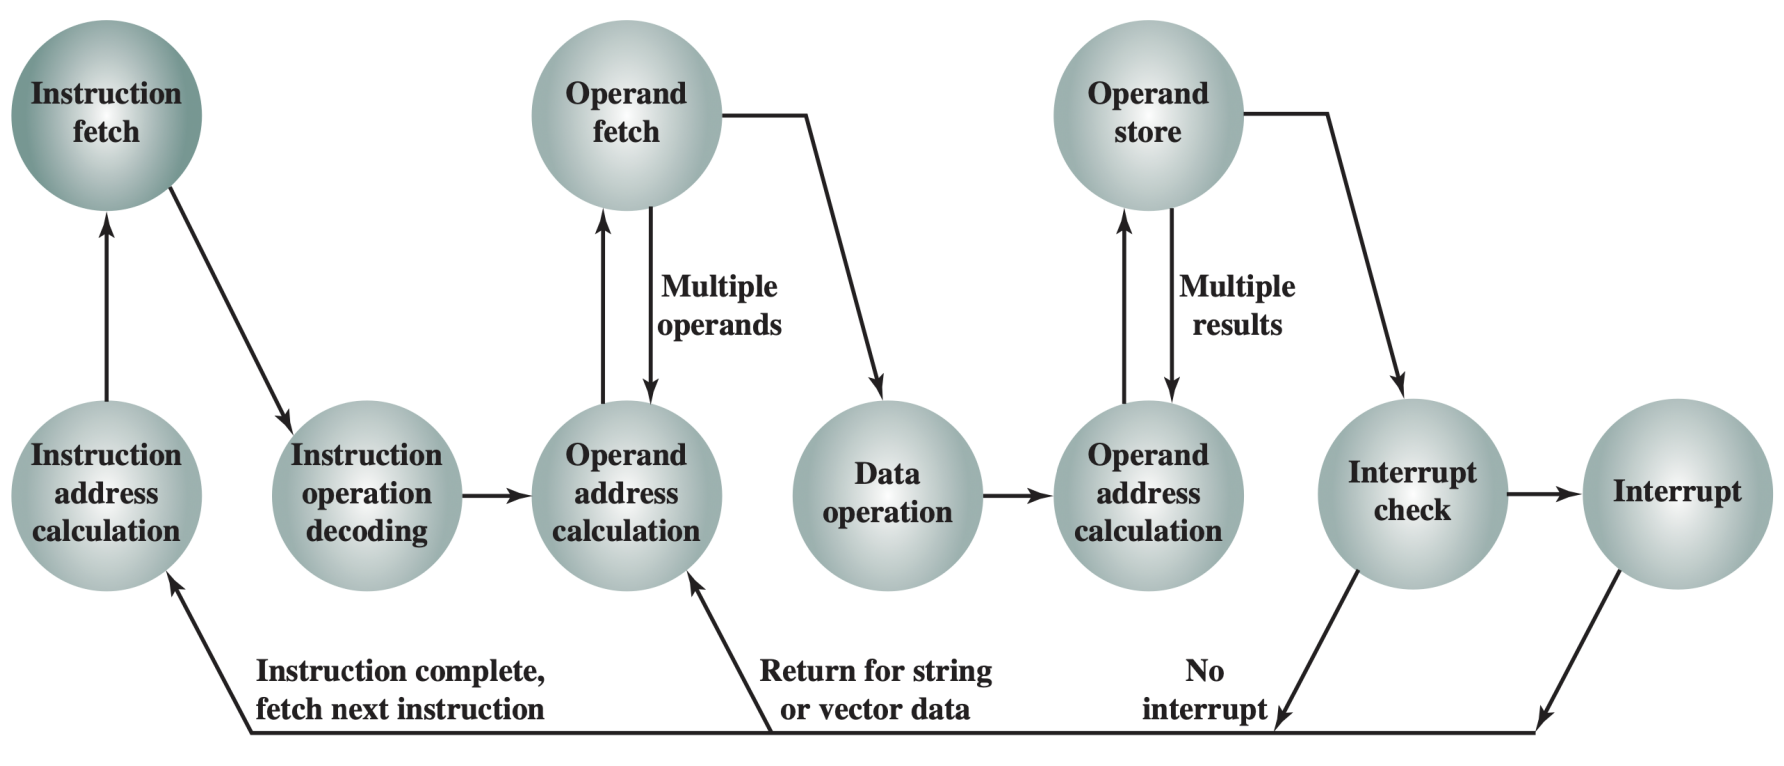 Instruction
fetch
Operand
fetch
Operand
store
Multiple
operands
Multiple
results
Instruction
address
calculation
Instruction
operation
decoding
Operand
address
calculation
Data
operation
Operand
address
calculation
Interrupt
check
Interrupt
Instruction complete,
fetch next instruction
Return for string
or vector data
No
interrupt